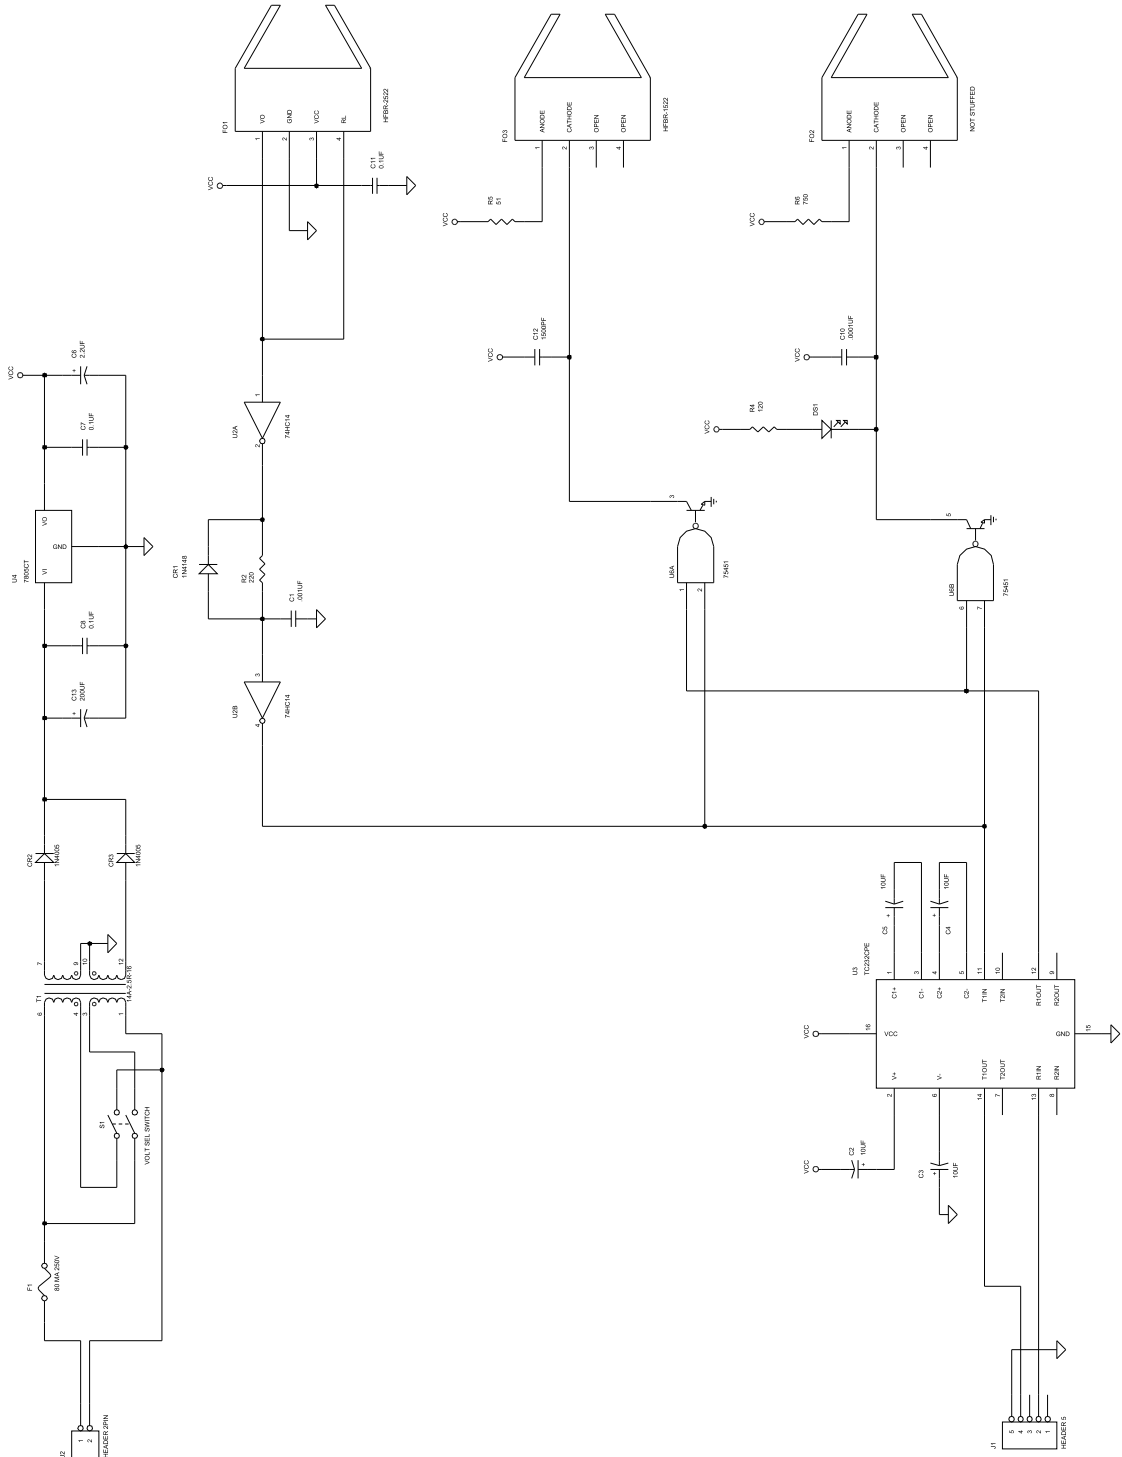 FO1
HFBR-2522
VO
GND
VCC
RL
1
2
3
4
VCC
C11
0.1UF
FO3
HFBR-1522
ANODE
CATHODE
OPEN
OPEN
1
2
3
4
VCC
R5
51
FO2
NOT STUFFED
ANODE
CATHODE
OPEN
OPEN
1
2
3
4
VCC
R6
750
VCC
C6
2.2UF
+
C7
0.1UF
U4
7805CT
VI
VO
GND
C8
0.1UF
C13
200UF
+
1
U2A
74HC14
2
CR1
1N4148
R2
220
C1
.001UF
3
U2B
74HC14
4
VCC
C12
1500PF
VCC
C10
.0001UF
VCC
R4
120
DS1
3
U6A
75451
1
2
5
U6B
75451
6
7
CR2
1N4005
CR3
1N4005
T1
14A-2.5R-16
7
9
10
12
6
4
3
1
S1
VOLT SEL SWITCH
F1
80 MA 250V
J2
HEADER 2PIN
1
2
U3
TC232CPE
C5
10UF
+
C4
10UF
+
1
3
4
5
11
10
12
9
C1+
C1-
C2+
C2-
T1IN
T2IN
R1OUT
R2OUT
VCC
16
VCC
GND
15
V+
V-
T1OUT
T2OUT
R1IN
R2IN
2
6
14
7
13
8
VCC
C2
10UF
+
C3
10UF
+
J1
HEADER 5
5
4
3
2
1